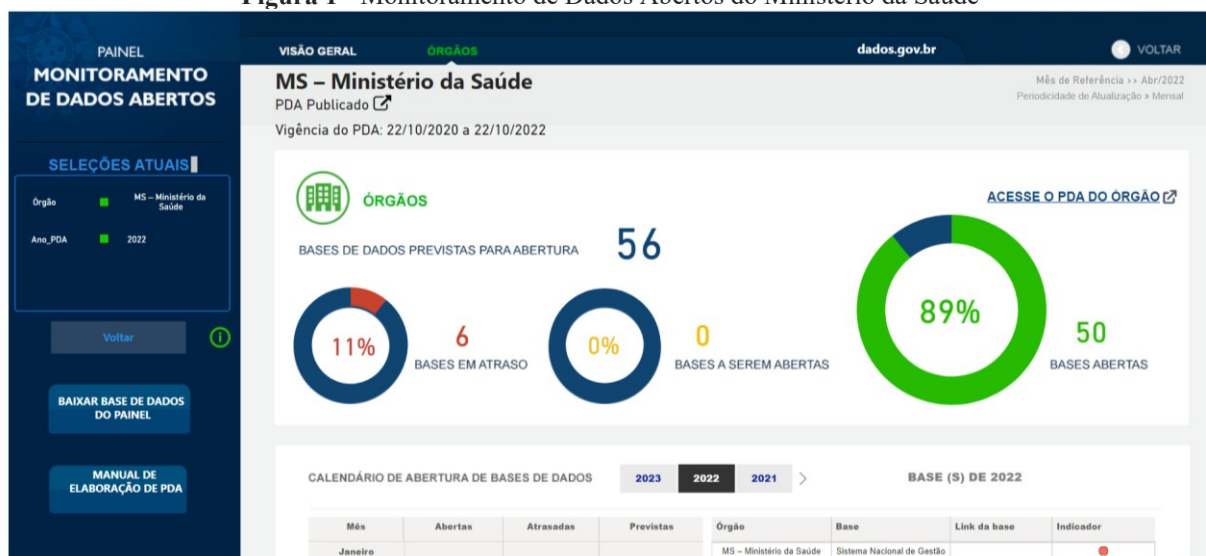 Figura 1 - Monitoramento de Dados Abertos do Ministério da Saúde
PAINEL
MONITORAMENTO
DE DADOS ABERTOS
SELEÇÕES ATUAIS
Órgão MS – Ministério da
Saúde
Ano_PDA 2022
Voltar
BAIXAR BASE DE DADOS
DO PAINEL
MANUAL DE
ELABORAÇÃO DE PDA
VISÃO GERAL ÓRGÃOS dados.gov.br VOLTAR
MS – Ministério da Saúde
PDA Publicado
Vigência do PDA: 22/10/2020 a 22/10/2022
Mês de Referência >> Abr/2022
Periodicidade de Atualização » Mensal
ÓRGÃOS
ACESSE O PDA DO ÓRGÃO
BASES DE DADOS PREVISTAS PARA ABERTURA 56
11%
6
BASES EM ATRASO
0%
0
BASES A SEREM ABERTAS
89%
50
BASES ABERTAS
CALENDÁRIO DE ABERTURA DE BASES DE DADOS 2023 2022 2021
BASE (S) DE 2022
Mês Abertas Atrasadas Previstas
Janeiro
Órgão Base Link da base Indicador
MS – Ministério da Saúde Sistema Nacional de Gestão